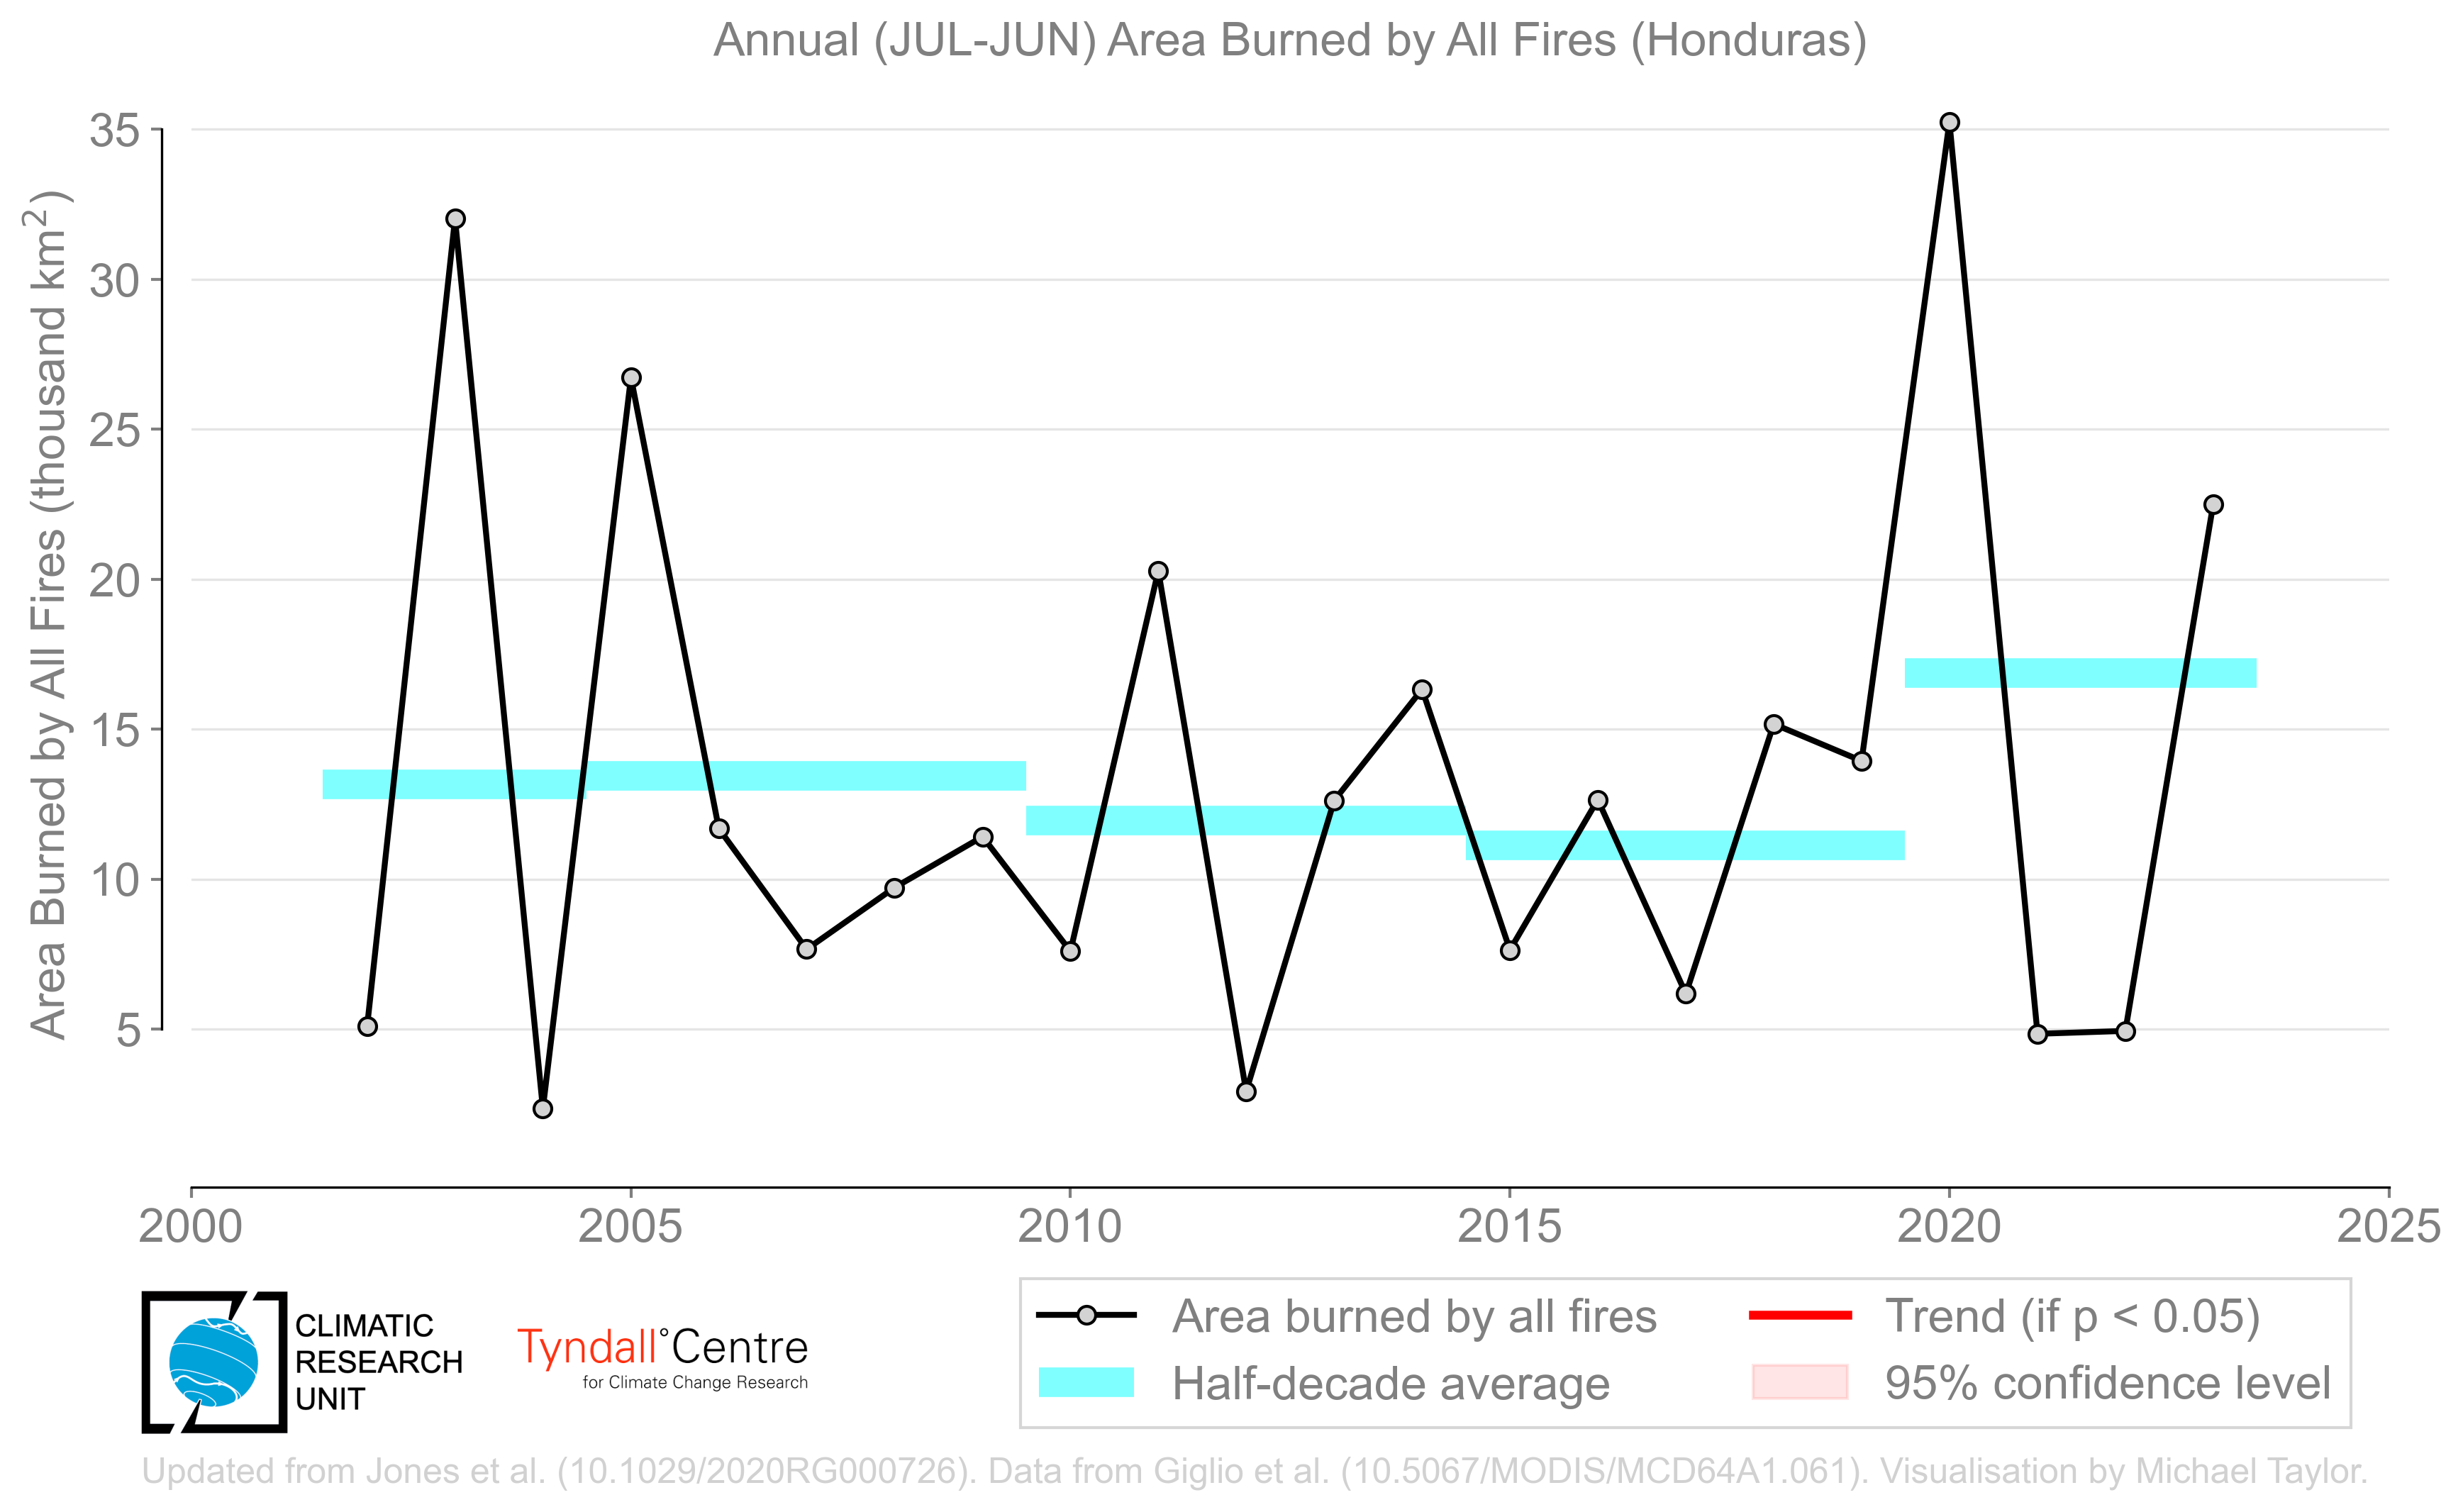 Annual (JUL-JUN) Area Burned by All Fires (Honduras)
Area Burned by All Fires (thousand km²)
35
30
25
20
15
10
5
2000 2005 2010 2015 2020 2025
CLIMATIC
RESEARCH
UNIT
Tyndall°Centre
for Climate Change Research
Area burned by all fires
Half-decade average
Trend (if p < 0.05)
95% confidence level
Updated from Jones et al. (10.1029/2020RG000726). Data from Giglio et al. (10.5067/MODIS/MCD64A1.061). Visualisation by Michael Taylor.